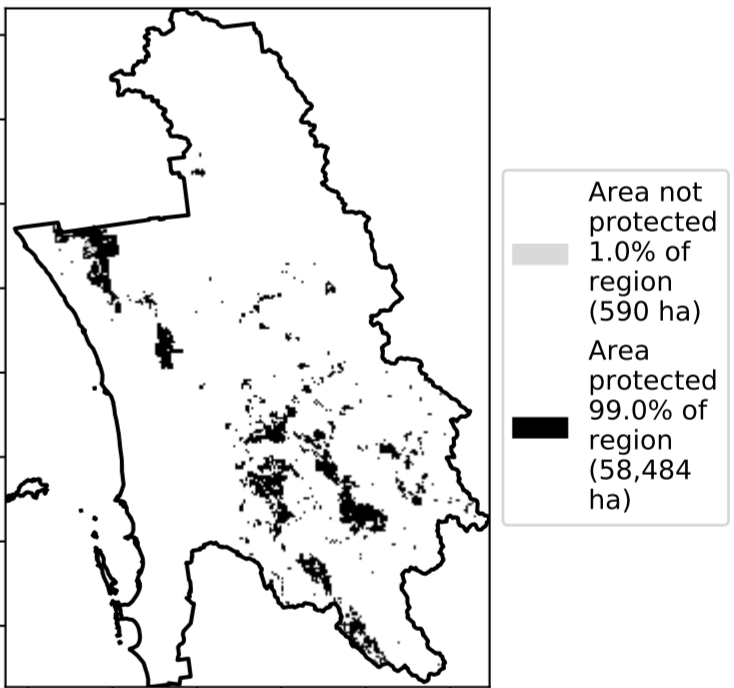 Area not
protected
1.0% of
region
(590 ha)
Area
protected
99.0% of
region
(58,484
ha)